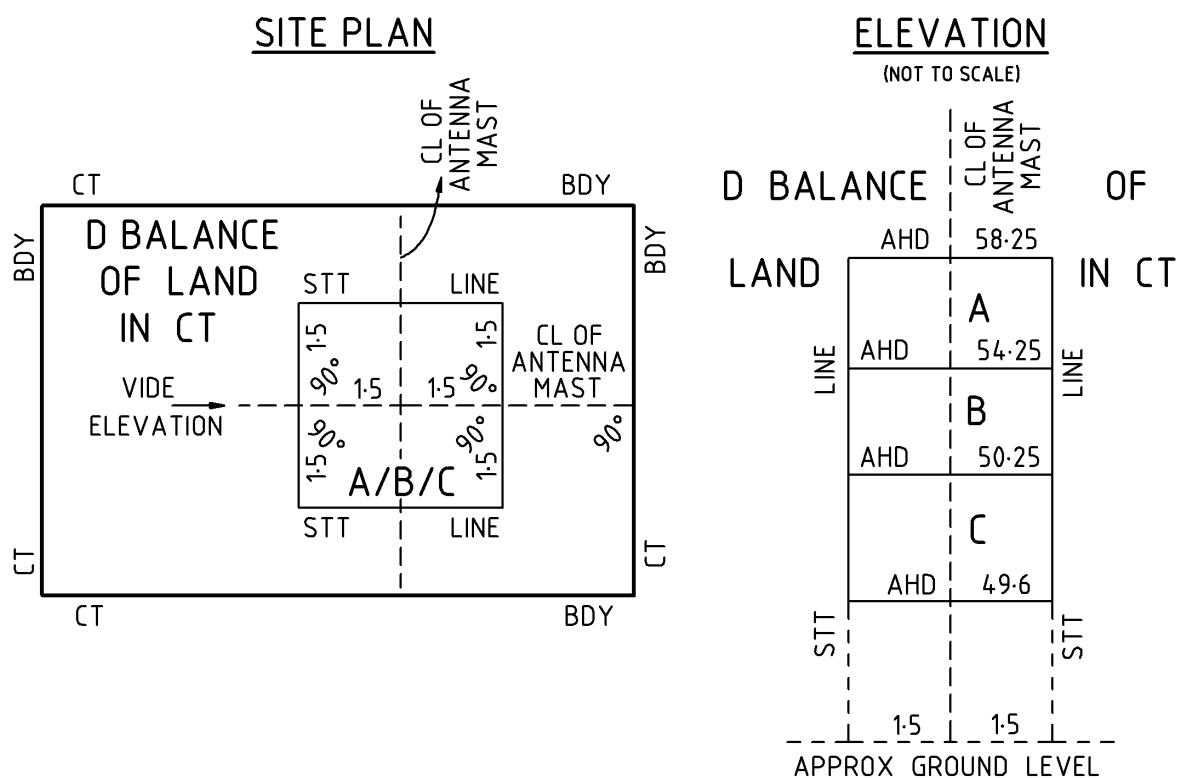 SITE PLAN
CL OF
ANTENNA
MAST
CT
BDY
BDY
BDY
D BALANCE
OF LAND
IN CT
STT
LINE
1·5
1·5
90°
90°
1·5
1·5
CL OF
ANTENNA
MAST
VIDE
ELEVATION
90°
90°
90°
1·5
1·5
A/B/C
STT
LINE
CT
CT
CT
BDY
ELEVATION
(NOT TO SCALE)
CL OF
ANTENNA
MAST
D BALANCE OF
AHD 58·25
LAND IN CT
A
LINE
AHD 54·25
LINE
B
AHD 50·25
C
AHD 49·6
STT
STT
1·5
1·5
APPROX GROUND LEVEL